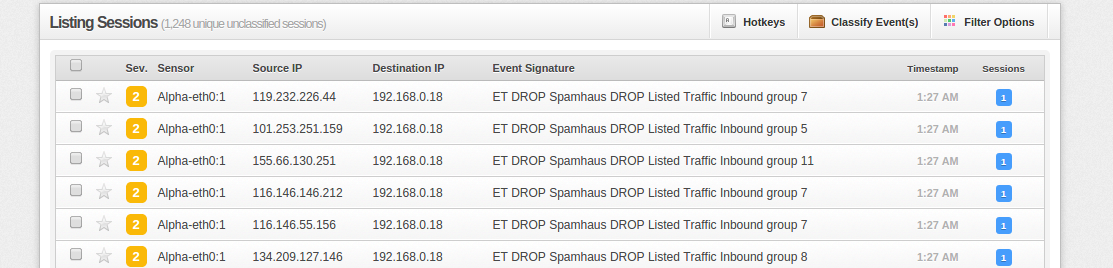 Listing Sessions (1,248 unique unclassified sessions) Hotkeys Classify Event(s) Filter Options
Sev. Sensor Source IP Destination IP Event Signature Timestamp Sessions
2 Alpha-eth0:1 119.232.226.44 192.168.0.18 ET DROP Spamhaus DROP Listed Traffic Inbound group 7 1:27 AM 1
2 Alpha-eth0:1 101.253.251.159 192.168.0.18 ET DROP Spamhaus DROP Listed Traffic Inbound group 5 1:27 AM 1
2 Alpha-eth0:1 155.66.130.251 192.168.0.18 ET DROP Spamhaus DROP Listed Traffic Inbound group 11 1:27 AM 1
2 Alpha-eth0:1 116.146.146.212 192.168.0.18 ET DROP Spamhaus DROP Listed Traffic Inbound group 7 1:27 AM 1
2 Alpha-eth0:1 116.146.55.156 192.168.0.18 ET DROP Spamhaus DROP Listed Traffic Inbound group 7 1:27 AM 1
2 Alpha-eth0:1 134.209.127.146 192.168.0.18 ET DROP Spamhaus DROP Listed Traffic Inbound group 8 1:27 AM 1